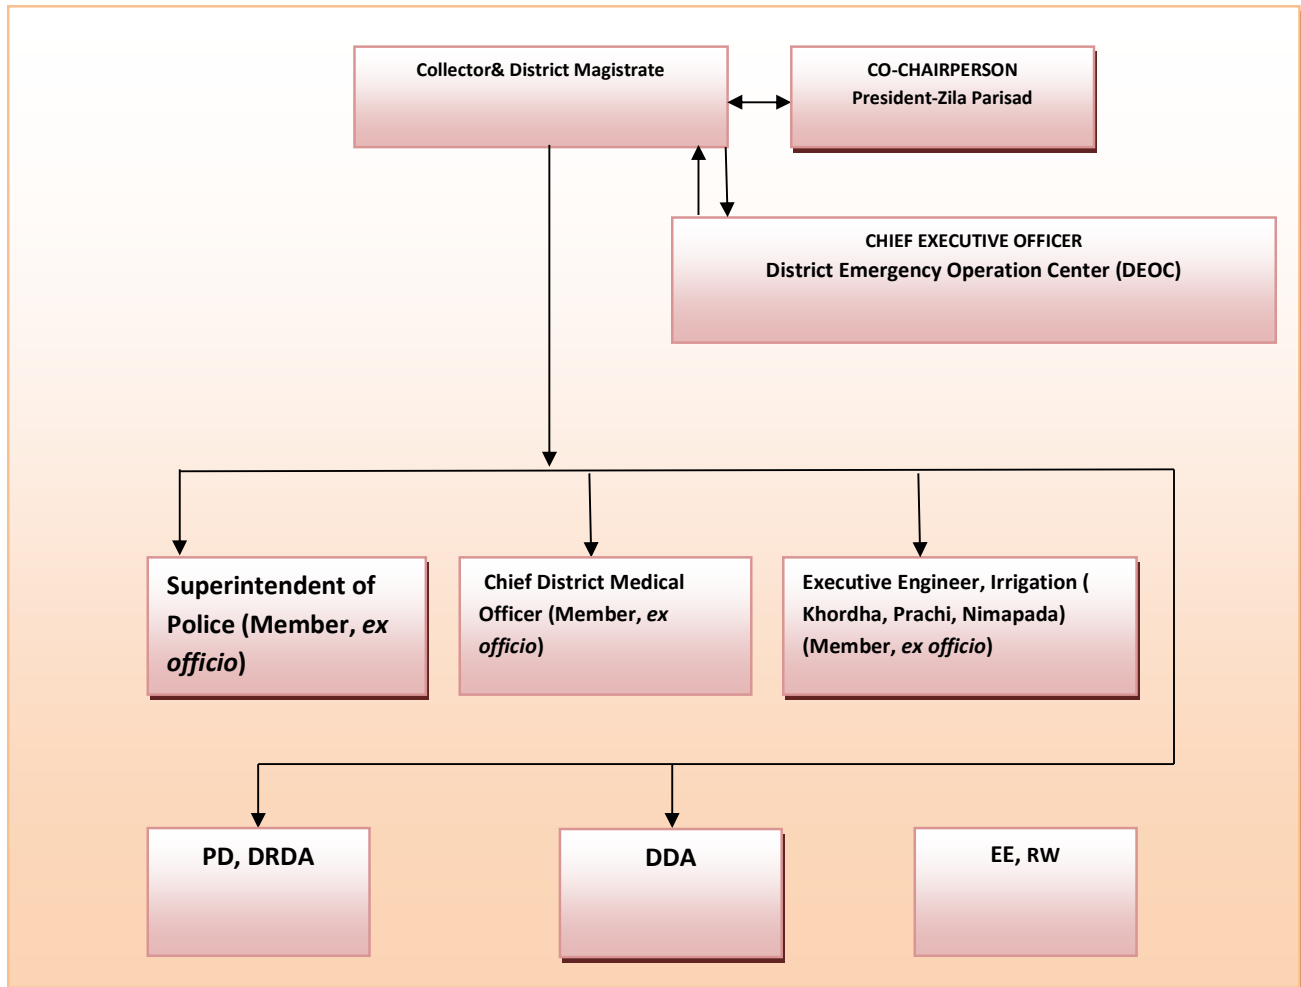 Collector& District Magistrate
CO-CHAIRPERSON
President-Zila Parisad
CHIEF EXECUTIVE OFFICER
District Emergency Operation Center (DEOC)
Superintendent of
Police (Member, ex
officio)
Chief District Medical
Officer (Member, ex
officio)
Executive Engineer, Irrigation (
Khordha, Prachi, Nimapada)
(Member, ex officio)
PD, DRDA
DDA
EE, RW